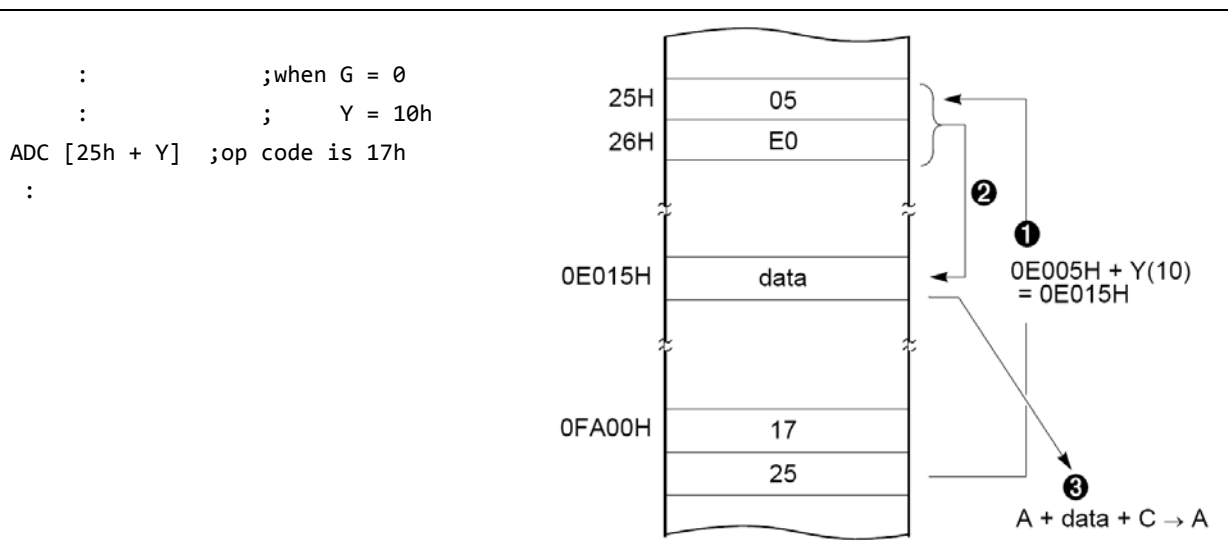 : ;when G = 0
: ; Y = 10h
ADC [25h + Y] ;op code is 17h
:
25H 05
26H E0
❷
❶
0E015H data 0E005H + Y(10)
= 0E015H
0FA00H 17
25
❸
A + data + C → A